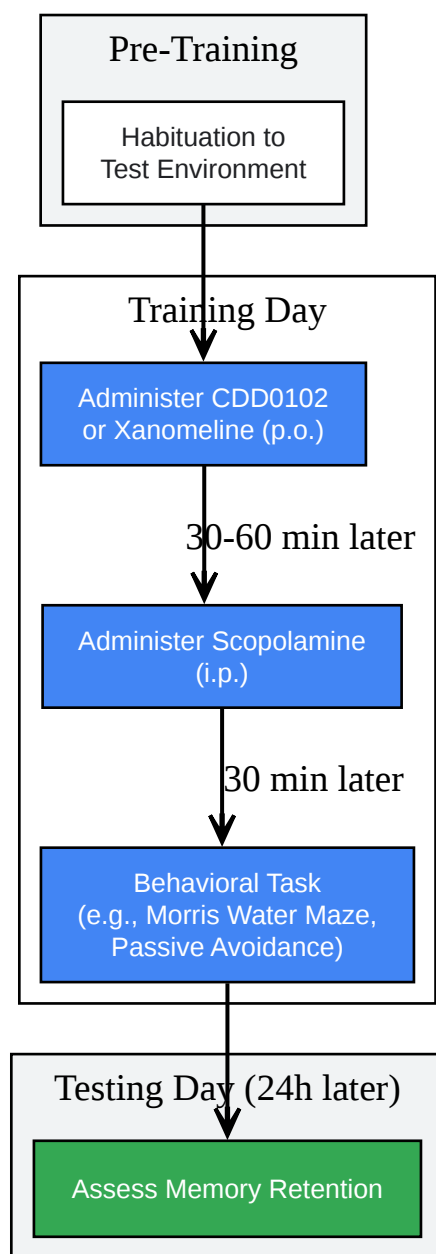 Pre-Training
Habituation to
Test Environment
Training Day
Administer CDD0102
or Xanomeline (p.o.)
30-60 min later
Administer Scopolamine
(i.p.)
30 min later
Behavioral Task
(e.g., Morris Water Maze,
Passive Avoidance)
Testing Day (24h later)
Assess Memory Retention